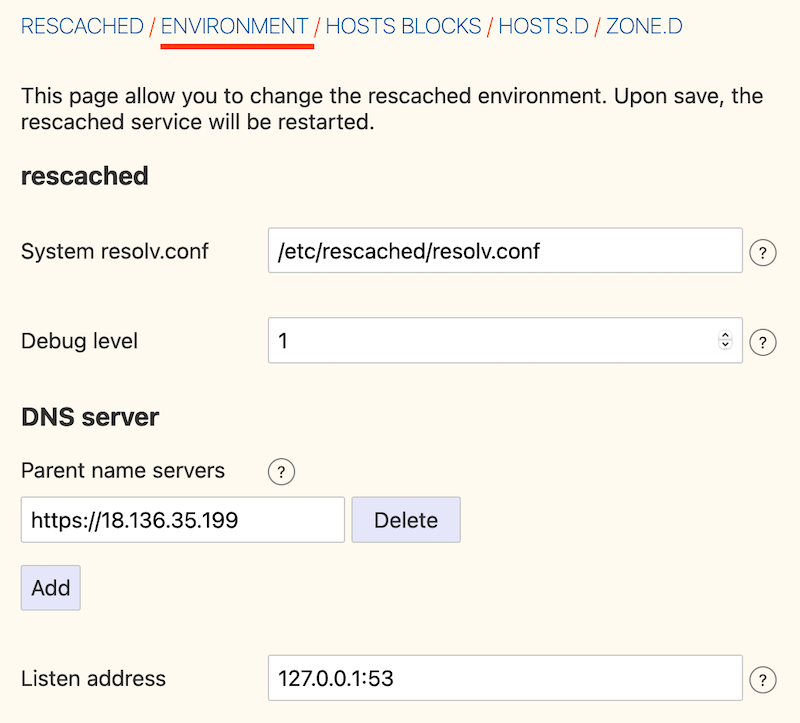 RESCACHED / ENVIRONMENT / HOSTS BLOCKS / HOSTS.D / ZONE.D
This page allow you to change the rescached environment. Upon save, the
rescached service will be restarted.
rescached
System resolv.conf /etc/rescached/resolv.conf ?
Debug level 1 ?
DNS server
Parent name servers ?
https://18.136.35.199 Delete
Add
Listen address 127.0.0.1:53 ?